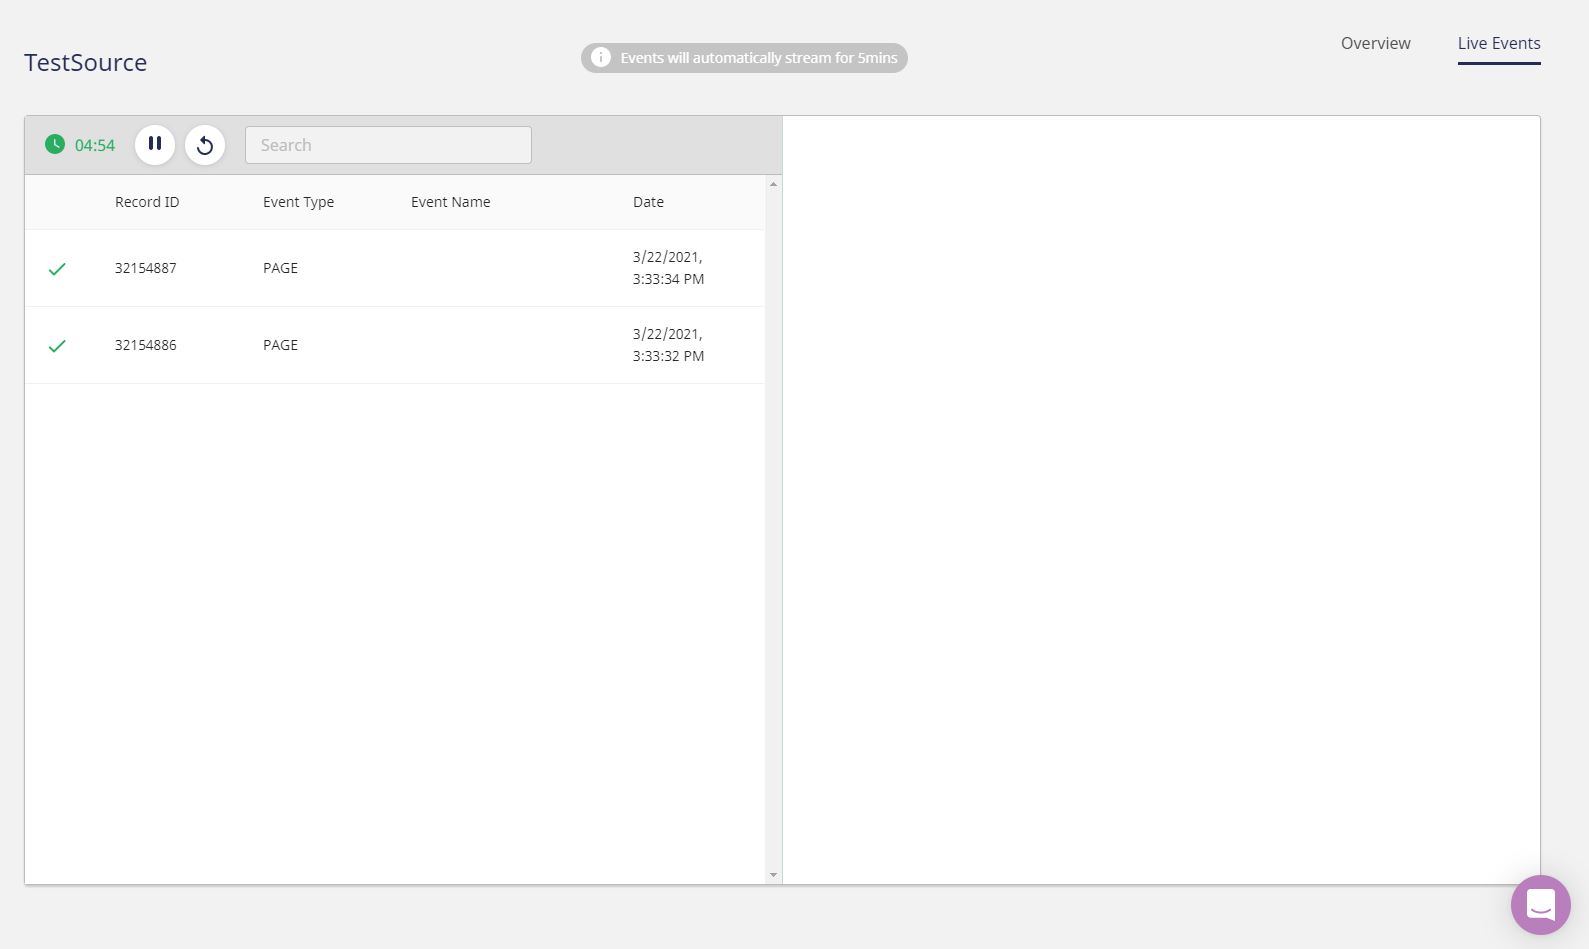 TestSource
Events will automatically stream for 5mins
Overview
Live Events
04:54
Search
Record ID Event Type Event Name Date
32154887 PAGE 3/22/2021,
3:33:34 PM
32154886 PAGE 3/22/2021,
3:33:32 PM